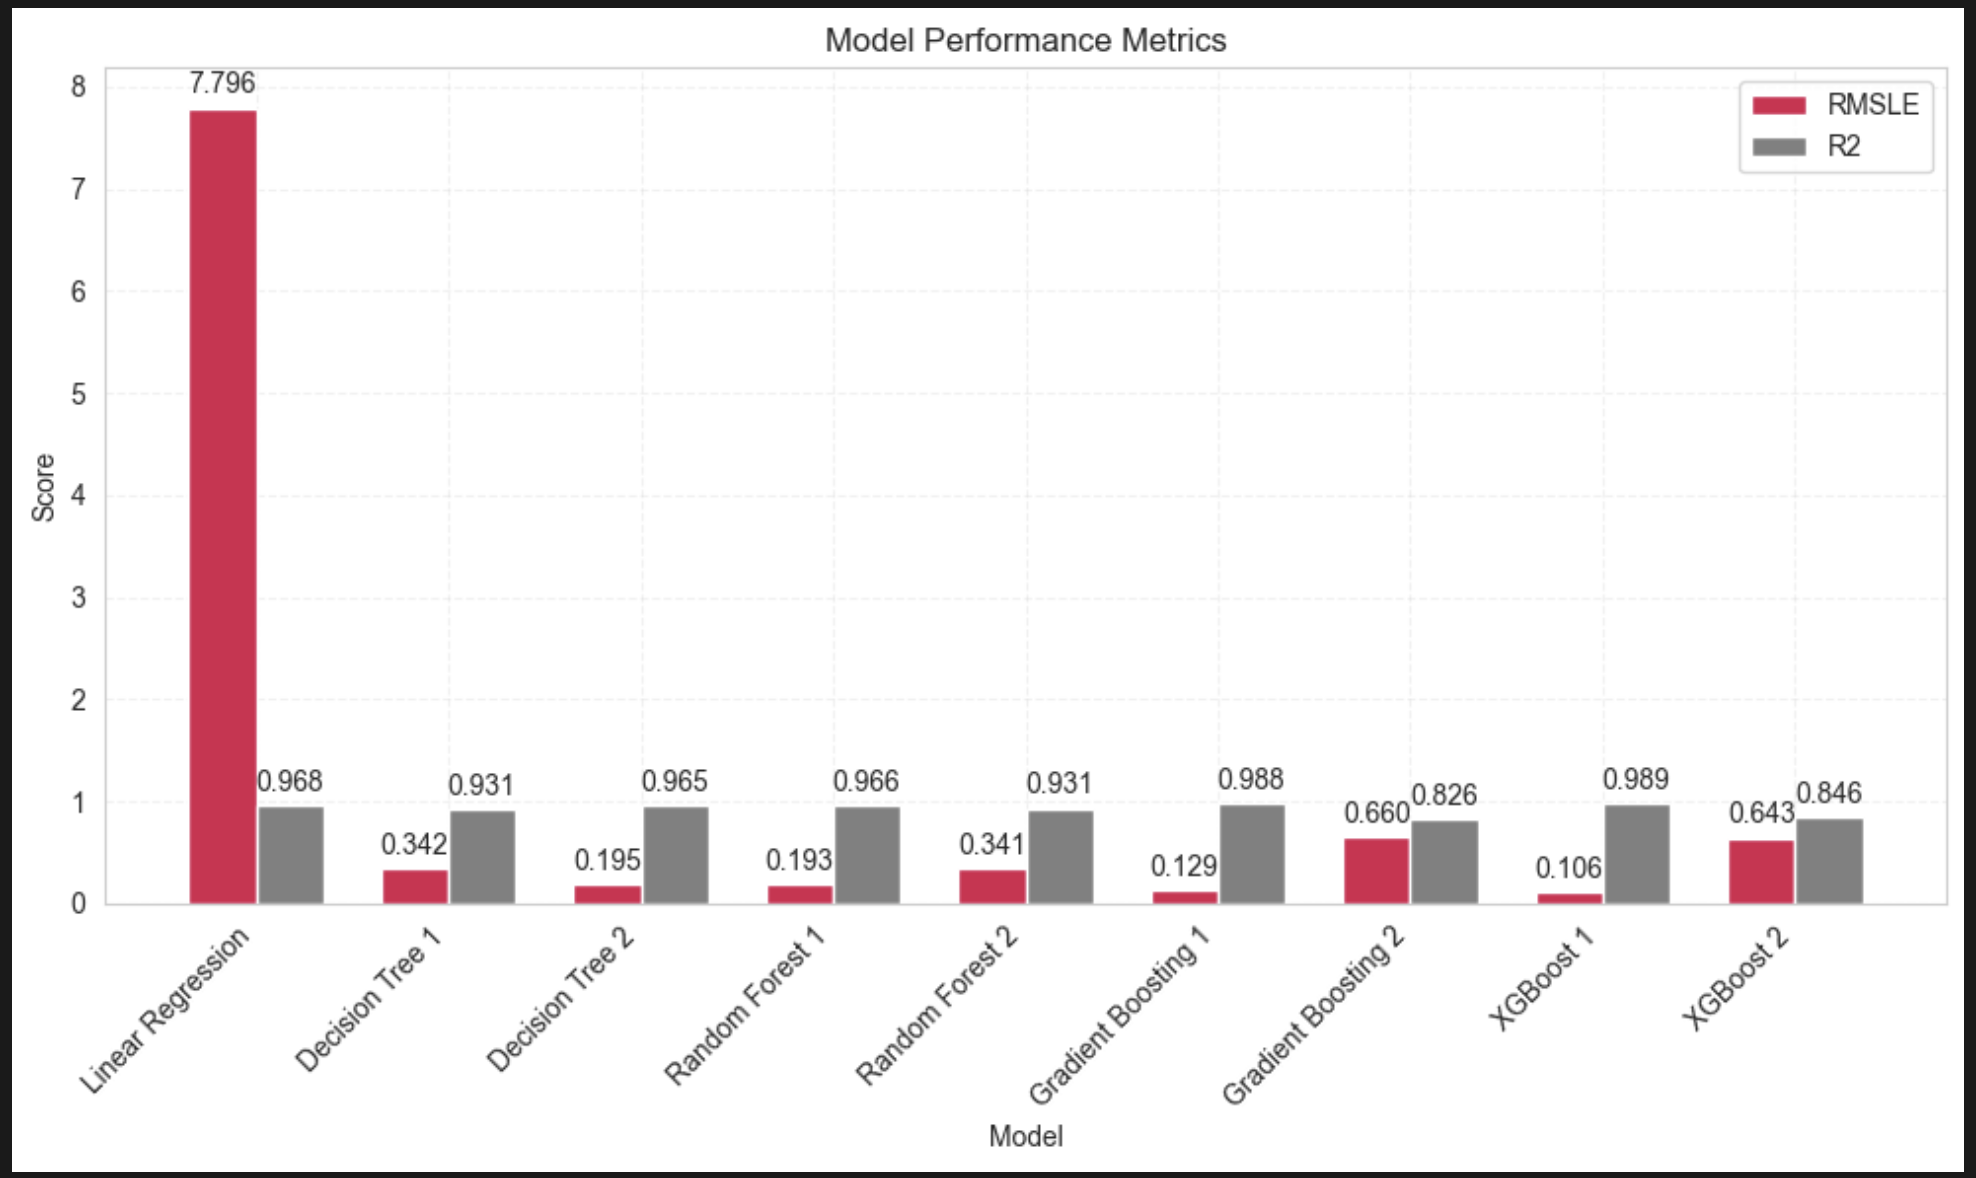 Model Performance Metrics
8
7
6
5
4
3
2
1
0
Score
7.796
0.968
0.342
0.931
0.195
0.965
0.193
0.966
0.341
0.931
0.129
0.988
0.660
0.826
0.106
0.989
0.643
0.846
RMSLE
R2
Linear Regression
Decision Tree 1
Decision Tree 2
Random Forest 1
Random Forest 2
Gradient Boosting 1
Gradient Boosting 2
XGBoost 1
XGBoost 2
Model